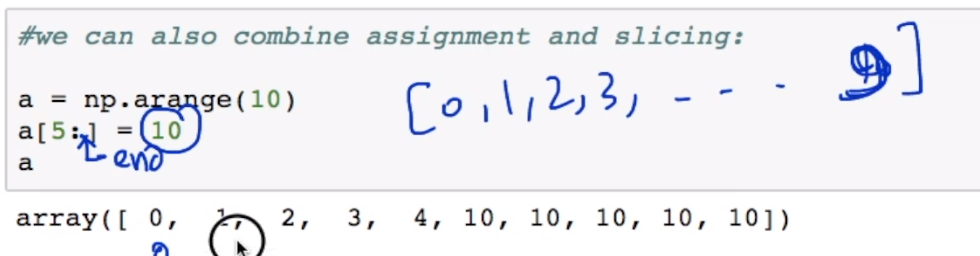 #we can also combine assignment and slicing:
a = np.arange(10)
[0,1,2,3, - - - 9]
a[5:] = 10
end
a
array([ 0, 1, 2, 3, 4, 10, 10, 10, 10, 10])